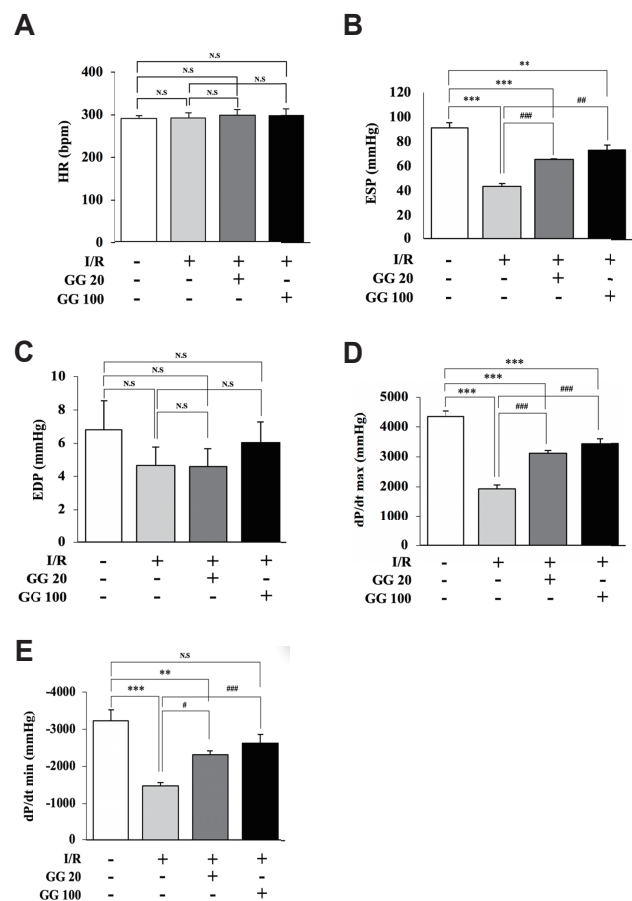 A
N.S
N.S
N.S N.S N.S
400
300
200
100
0
HR (bpm)
I/R - + + +
GG 20 - - + -
GG 100 - - - +
B
**
***
*** ##
###
120
100
80
60
40
20
0
ESP (mmHg)
I/R - + + +
GG 20 - - + -
GG 100 - - - +
C
N.S
N.S
N.S N.S
N.S
10
8
6
4
2
0
EDP (mmHg)
I/R - + + +
GG 20 - - + -
GG 100 - - - +
D
***
***
*** ###
###
5000
4000
3000
2000
1000
0
dP/dt max (mmHg)
I/R - + + +
GG 20 - - + -
GG 100 - - - +
E
N.S
**
*** ###
#
-4000
-3000
-2000
-1000
0
dP/dt min (mmHg)
I/R - + + +
GG 20 - - + -
GG 100 - - - +